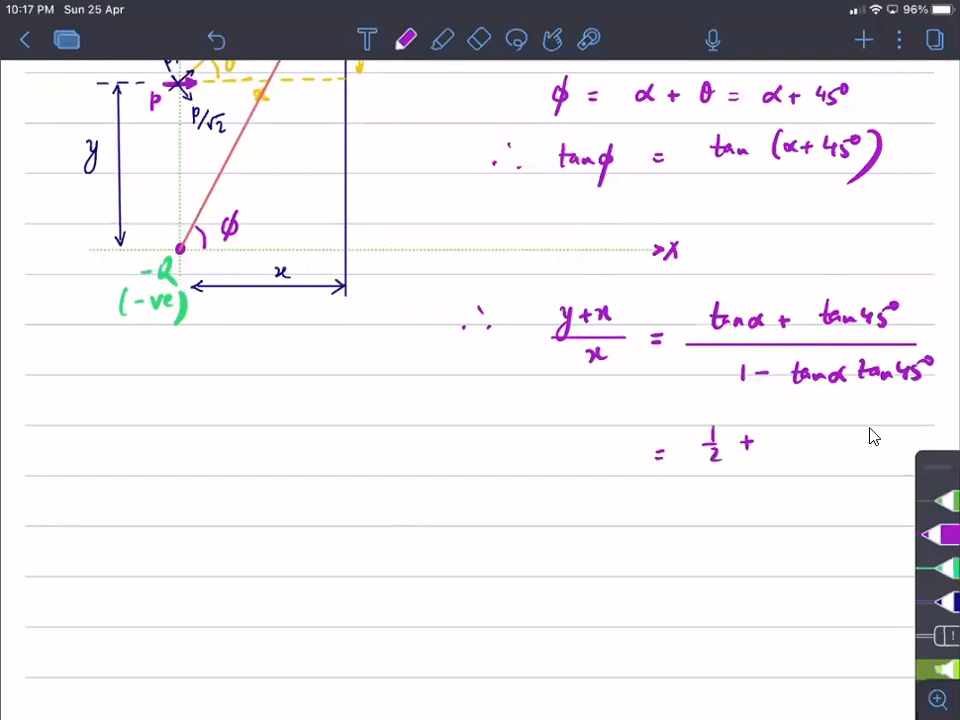 10:17 PM Sun 25 Apr 96%
T
θ
x
p
P/√2
y
ϕ
-Q
(-ve)
x
ϕ = α + θ = α + 45°
∴ tanϕ = tan (α + 45°)
>X
∴ y+x / x = tanα + tan45° / 1 - tanα tan45°
= 1/2 +